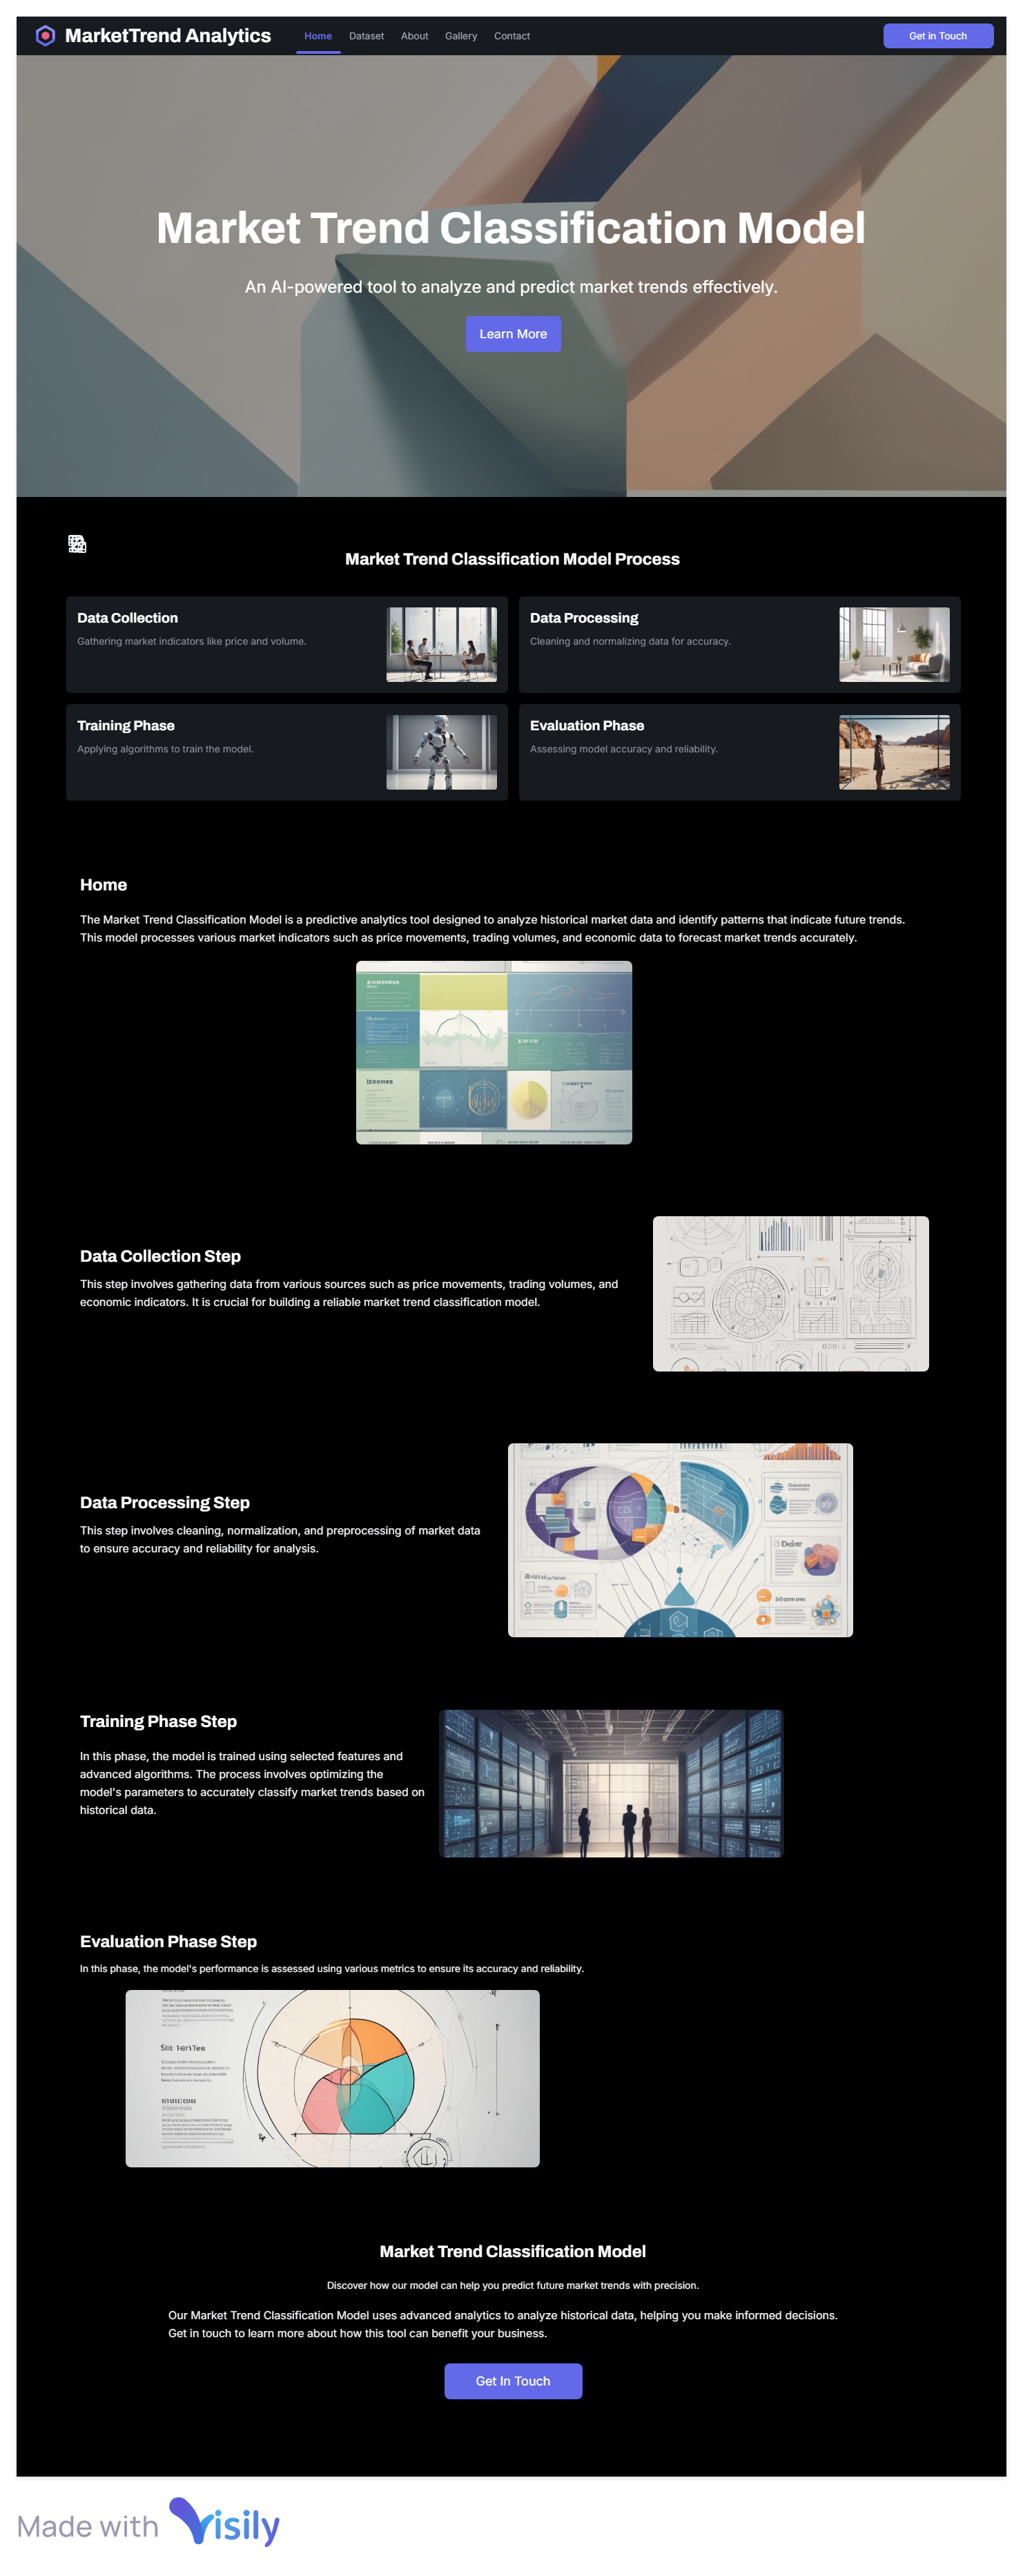 MarketTrend Analytics
Home
Dataset
About
Gallery
Contact
Get in Touch
Market Trend Classification Model
An AI-powered tool to analyze and predict market trends effectively.
Learn More
Market Trend Classification Model Process
Data Collection
Gathering market indicators like price and volume.
Data Processing
Cleaning and normalizing data for accuracy.
Training Phase
Applying algorithms to train the model.
Evaluation Phase
Assessing model accuracy and reliability.
Home
The Market Trend Classification Model is a predictive analytics tool designed to analyze historical market data and identify patterns that indicate future trends.
This model processes various market indicators such as price movements, trading volumes, and economic data to forecast market trends accurately.
Data Collection Step
This step involves gathering data from various sources such as price movements, trading volumes, and
economic indicators. It is crucial for building a reliable market trend classification model.
Data Processing Step
This step involves cleaning, normalization, and preprocessing of market data
to ensure accuracy and reliability for analysis.
Training Phase Step
In this phase, the model is trained using selected features and
advanced algorithms. The process involves optimizing the
model's parameters to accurately classify market trends based on
historical data.
Evaluation Phase Step
In this phase, the model's performance is assessed using various metrics to ensure its accuracy and reliability.
Market Trend Classification Model
Discover how our model can help you predict future market trends with precision.
Our Market Trend Classification Model uses advanced analytics to analyze historical data, helping you make informed decisions.
Get in touch to learn more about how this tool can benefit your business.
Get In Touch
Made with Visily